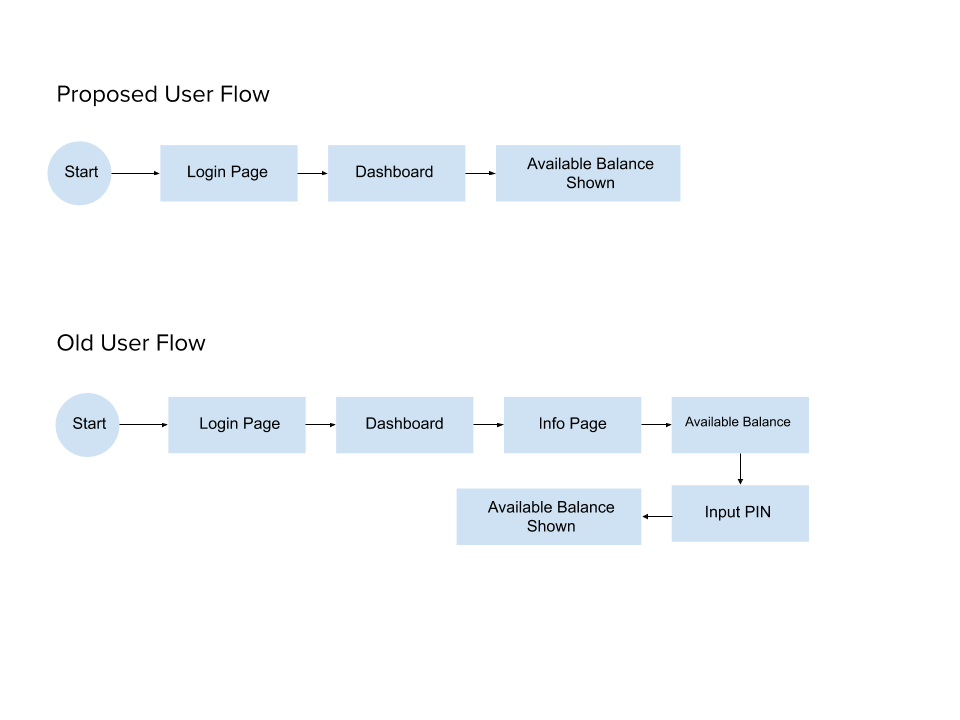 Proposed User Flow
Start
Login Page
Dashboard
Available Balance
Shown
Old User Flow
Start
Login Page
Dashboard
Info Page
Available Balance
Input PIN
Available Balance
Shown